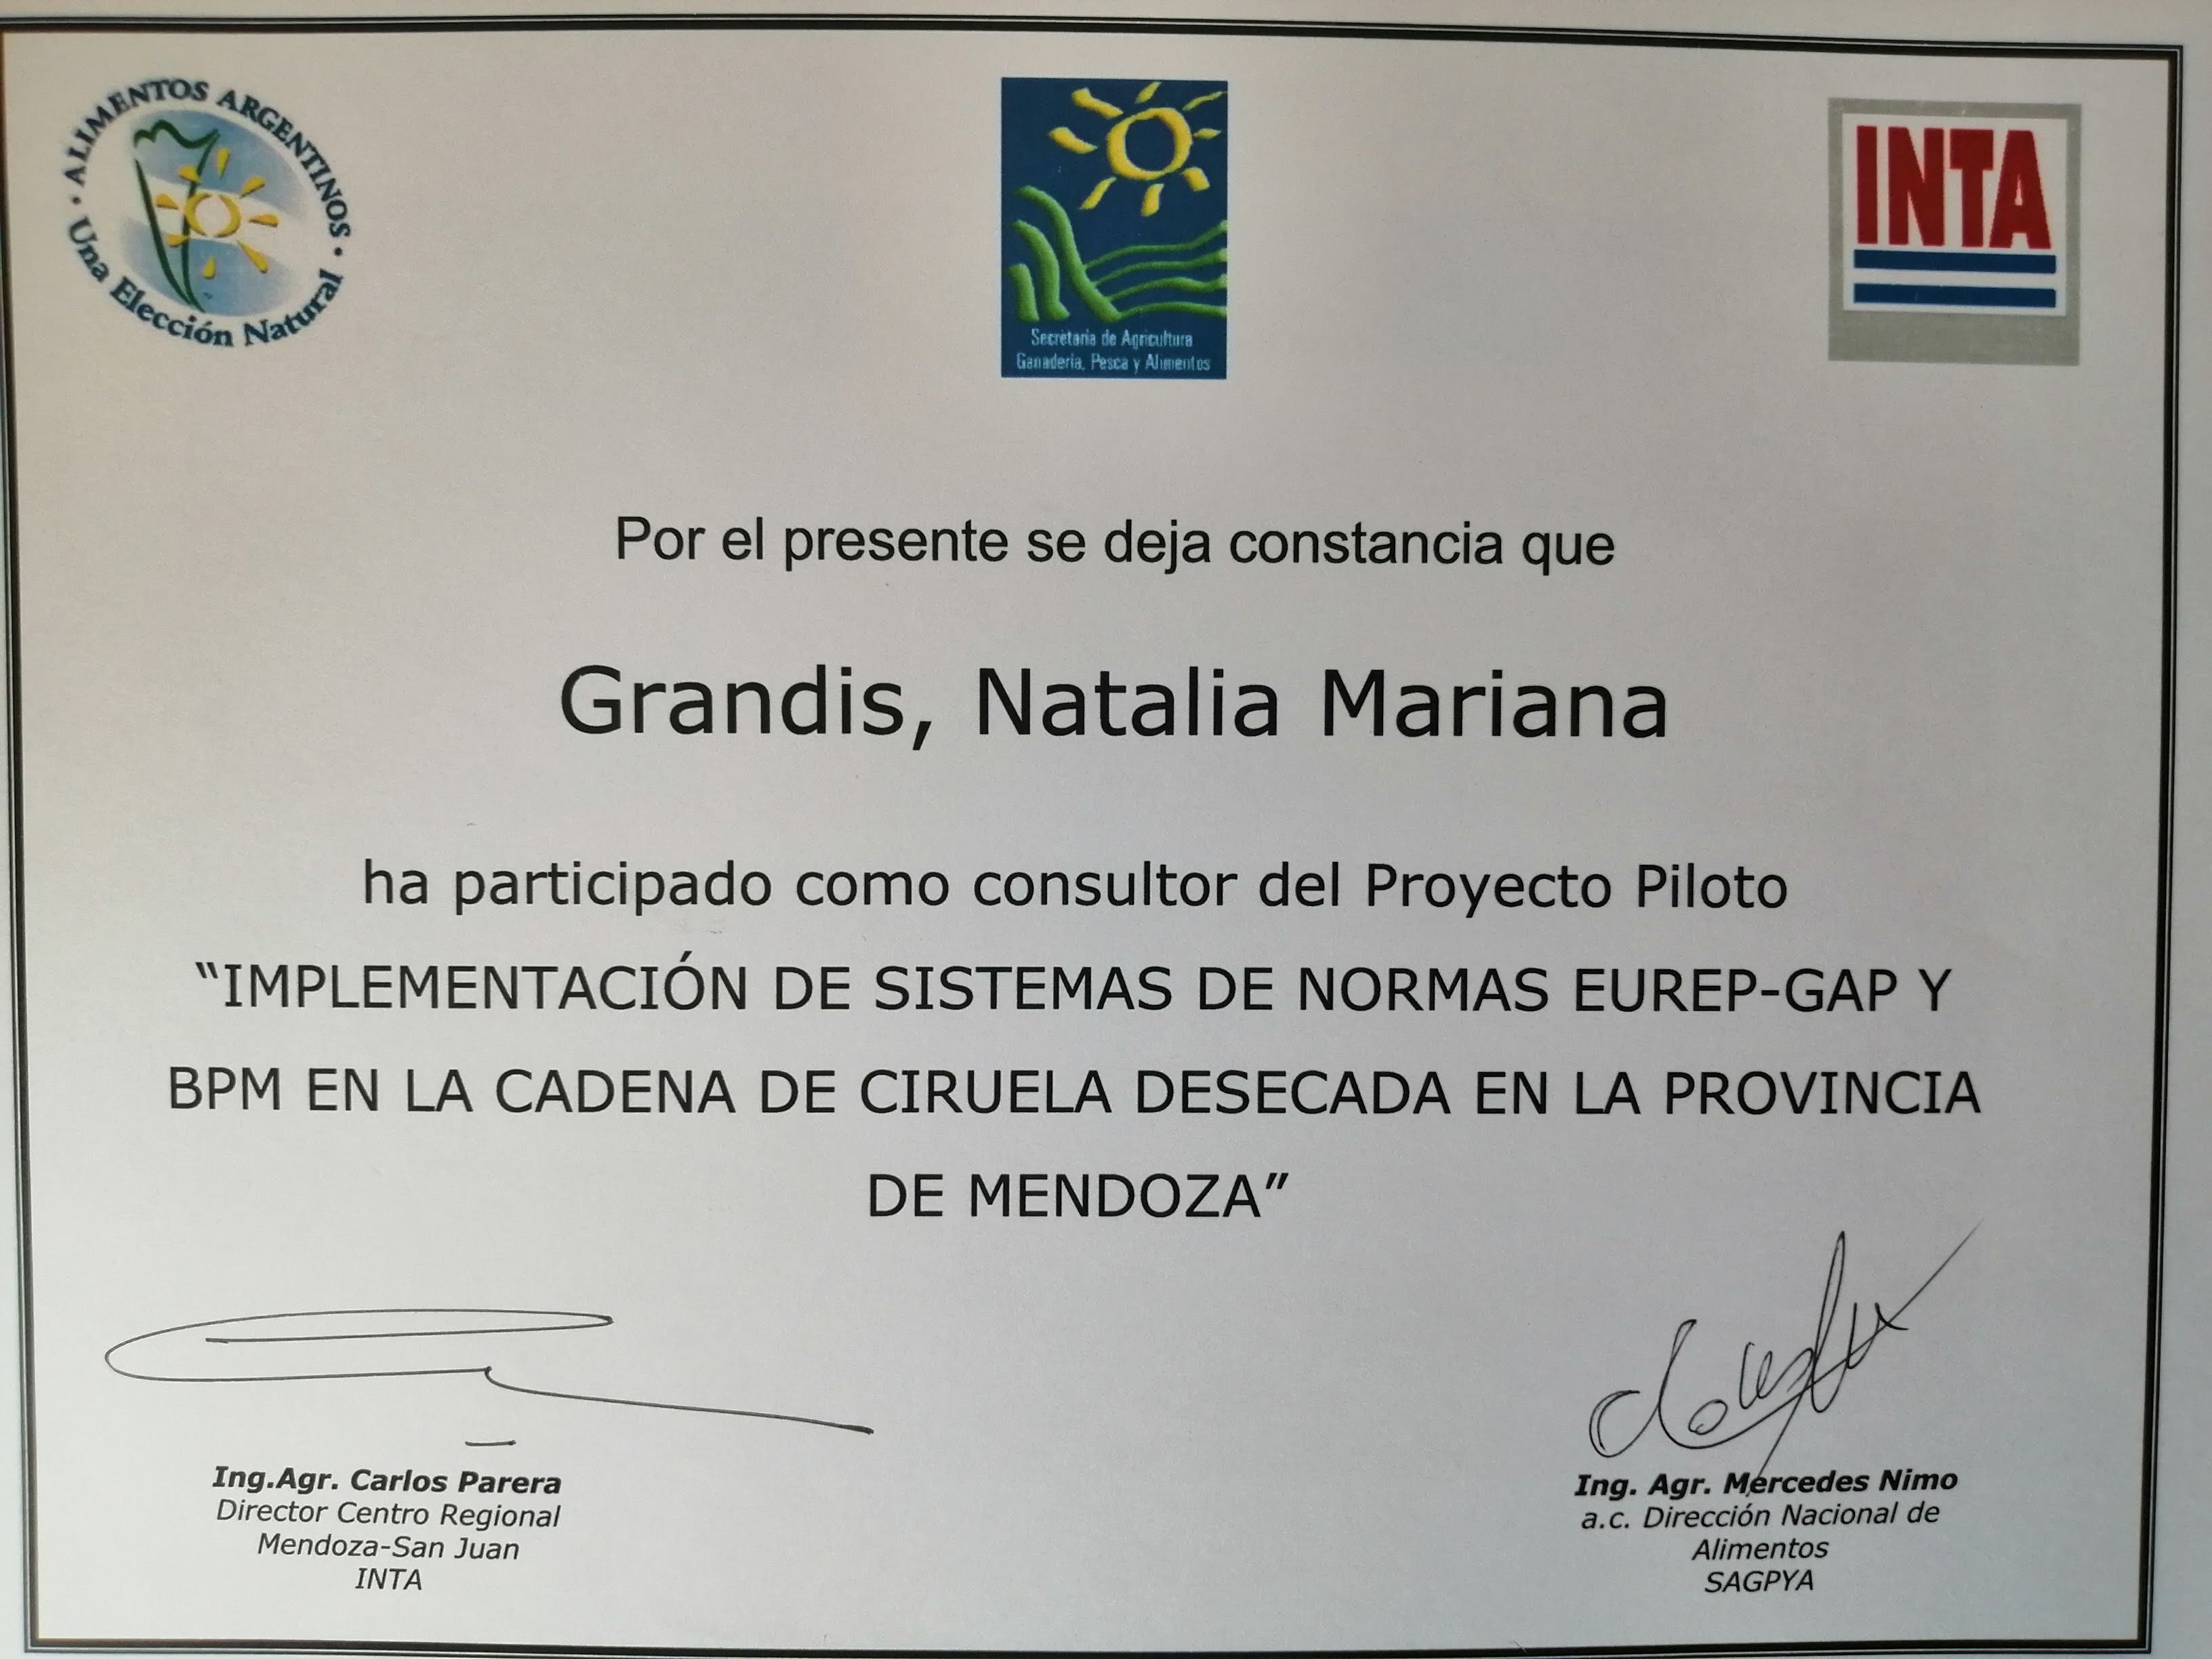 · ALIMENTOS ARGENTINOS ·
Una Elección Natural
Secretaría de Agricultura
Ganadería, Pesca y Alimentos
INTA
Por el presente se deja constancia que
Grandis, Natalia Mariana
ha participado como consultor del Proyecto Piloto
“IMPLEMENTACIÓN DE SISTEMAS DE NORMAS EUREP-GAP Y
BPM EN LA CADENA DE CIRUELA DESECADA EN LA PROVINCIA
DE MENDOZA”
Ing.Agr. Carlos Parera
Director Centro Regional
Mendoza-San Juan
INTA
Ing. Agr. Mercedes Nimo
a.c. Dirección Nacional de
Alimentos
SAGPYA